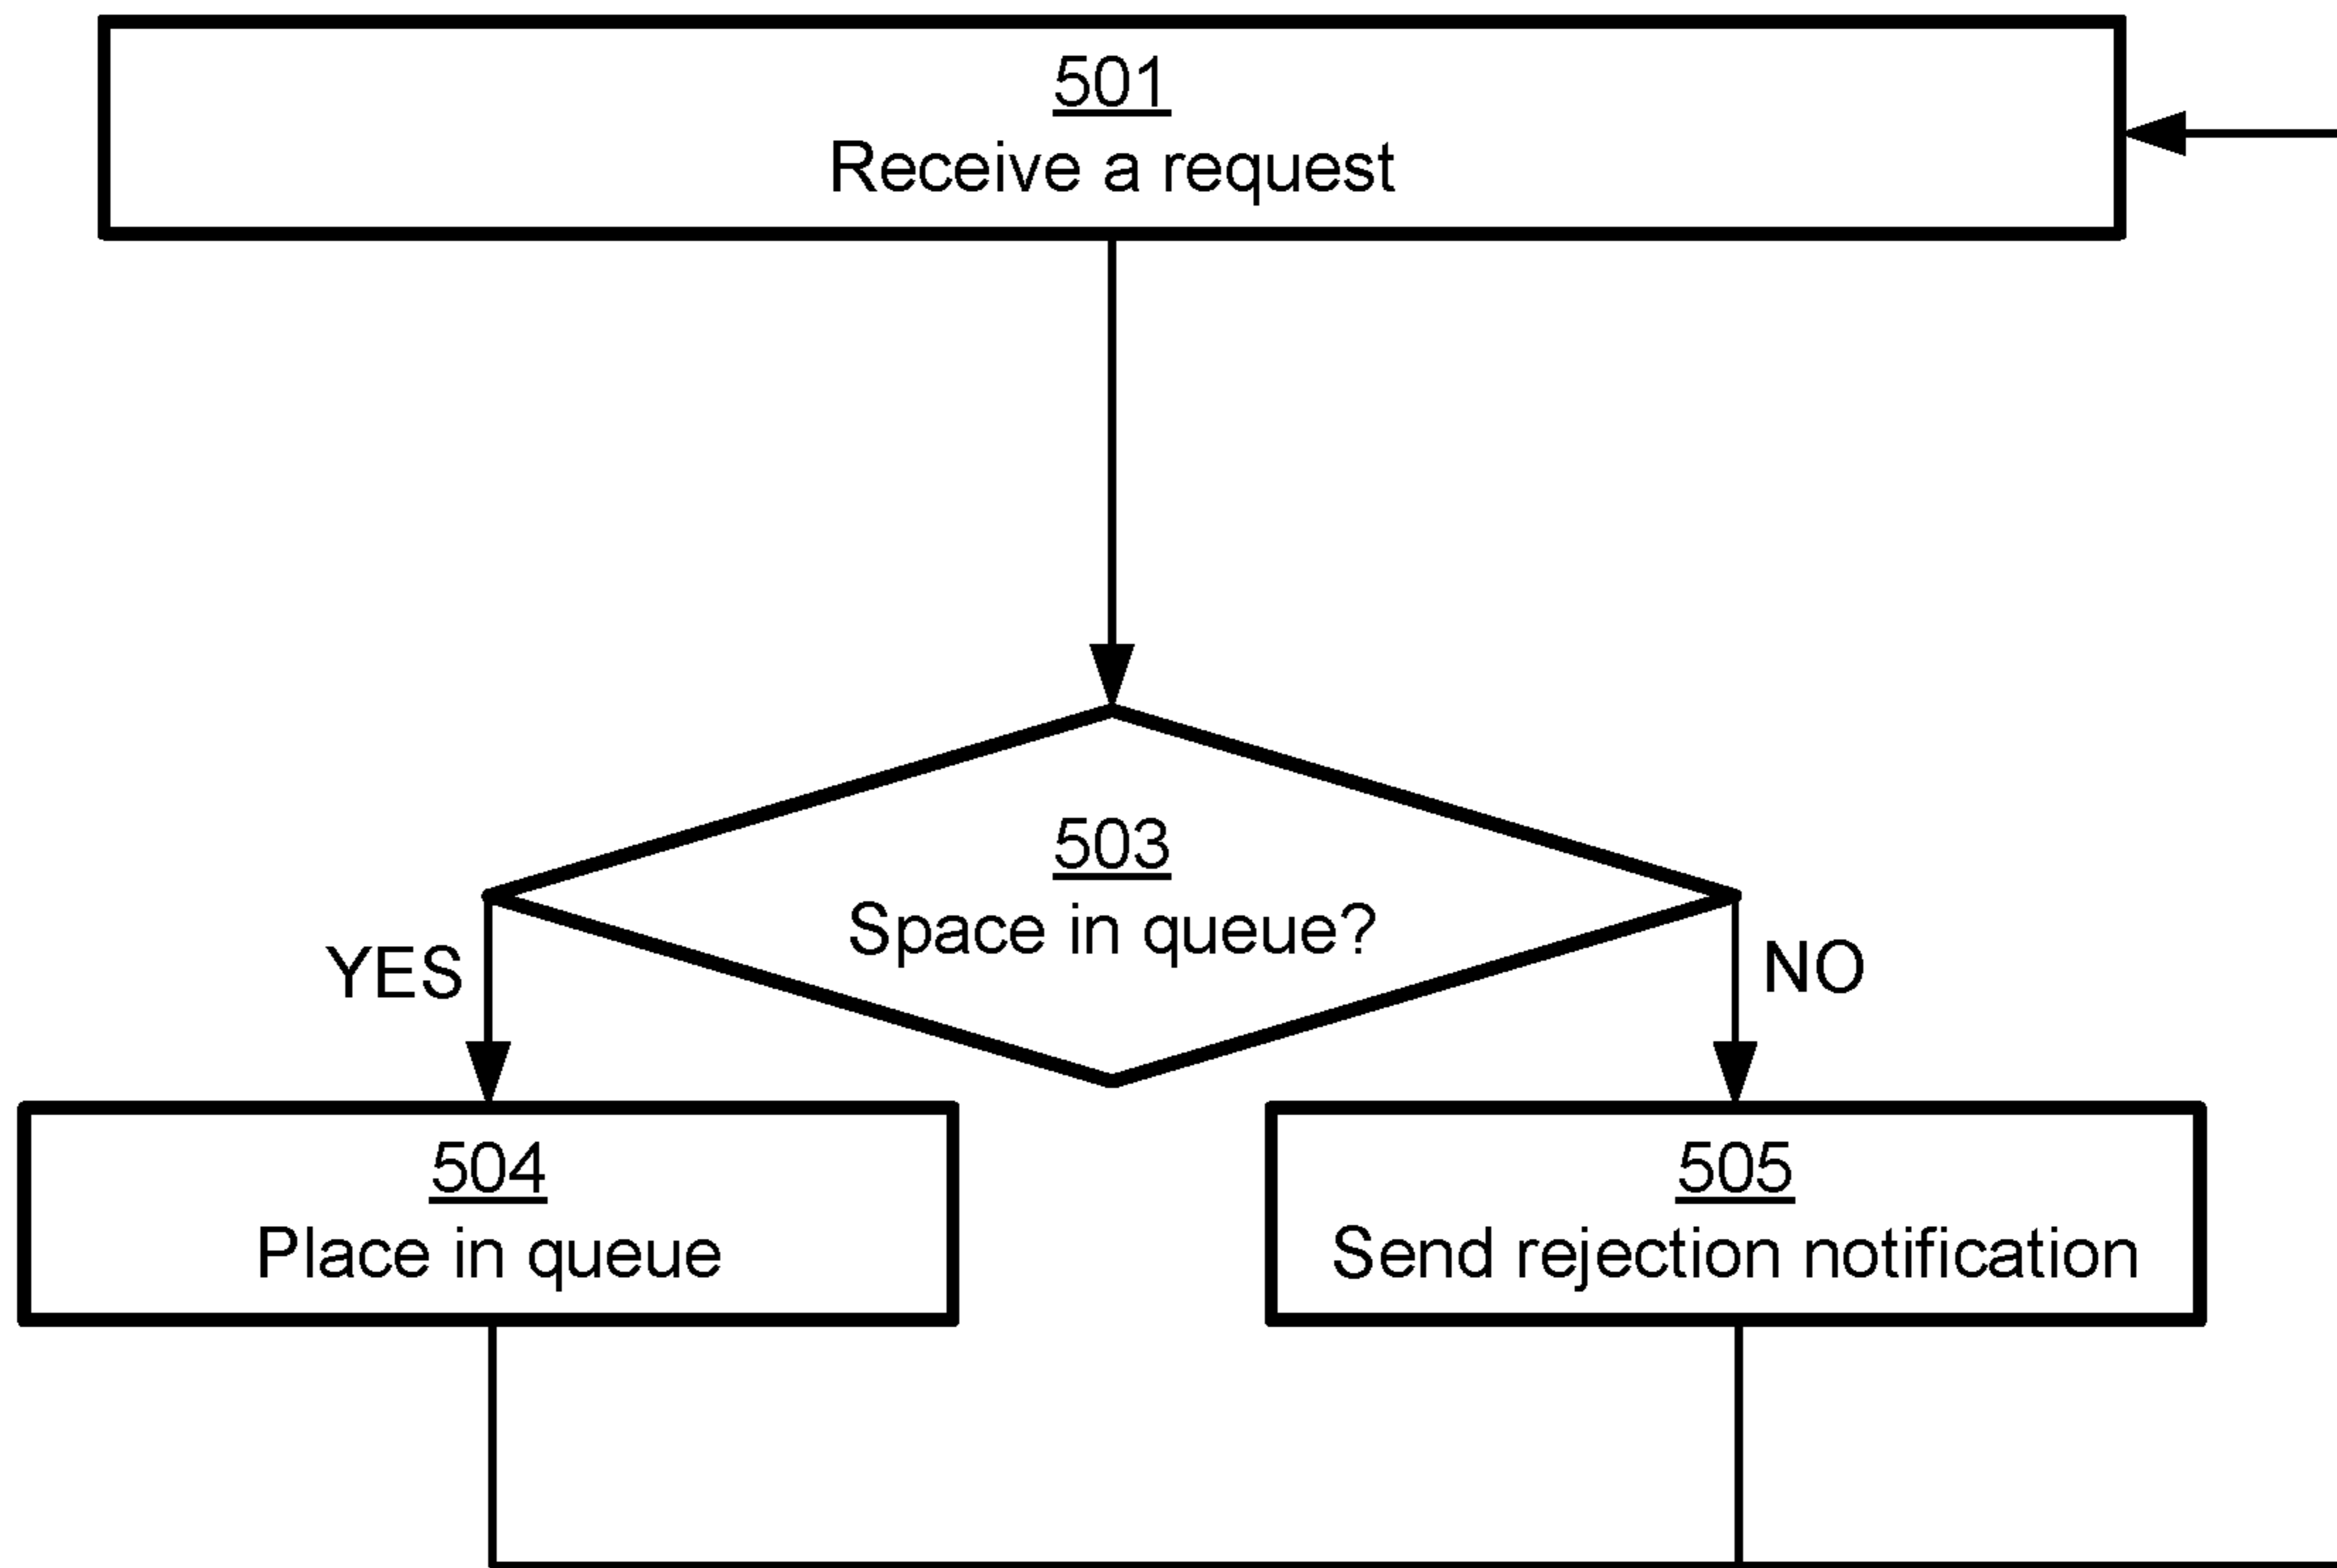 501
Receive a request
503
Space in queue?
YES
NO
504
Place in queue
505
Send rejection notification